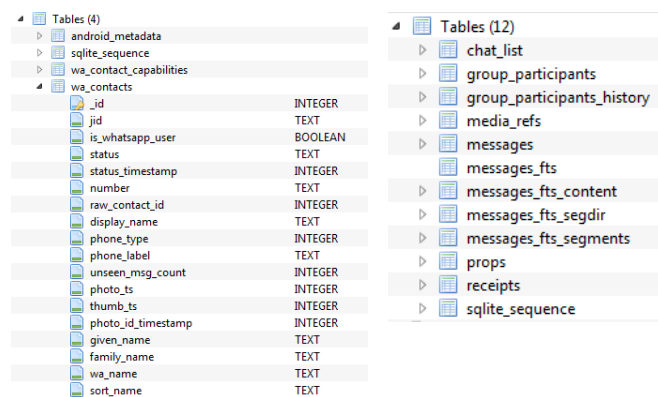 Tables (4)
android_metadata
sqlite_sequence
wa_contact_capabilities
wa_contacts
_id INTEGER
jid TEXT
is_whatsapp_user BOOLEAN
status TEXT
status_timestamp INTEGER
number TEXT
raw_contact_id INTEGER
display_name TEXT
phone_type INTEGER
phone_label TEXT
unseen_msg_count INTEGER
photo_ts INTEGER
thumb_ts INTEGER
photo_id_timestamp INTEGER
given_name TEXT
family_name TEXT
wa_name TEXT
sort_name TEXT
Tables (12)
chat_list
group_participants
group_participants_history
media_refs
messages
messages_fts
messages_fts_content
messages_fts_segdir
messages_fts_segments
props
receipts
sqlite_sequence